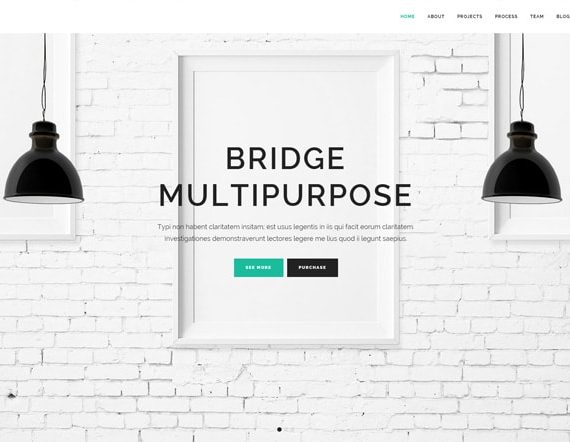 HOME ABOUT PROJECTS PROCESS TEAM BLOG
BRIDGE
MULTIPURPOSE
Typi non habent claritatem insitam; est usus legentis in iis qui facit eorum claritatem.
Investigationes demonstraverunt lectores legere me lius quod ii legunt saepius.
SEE MORE PURCHASE